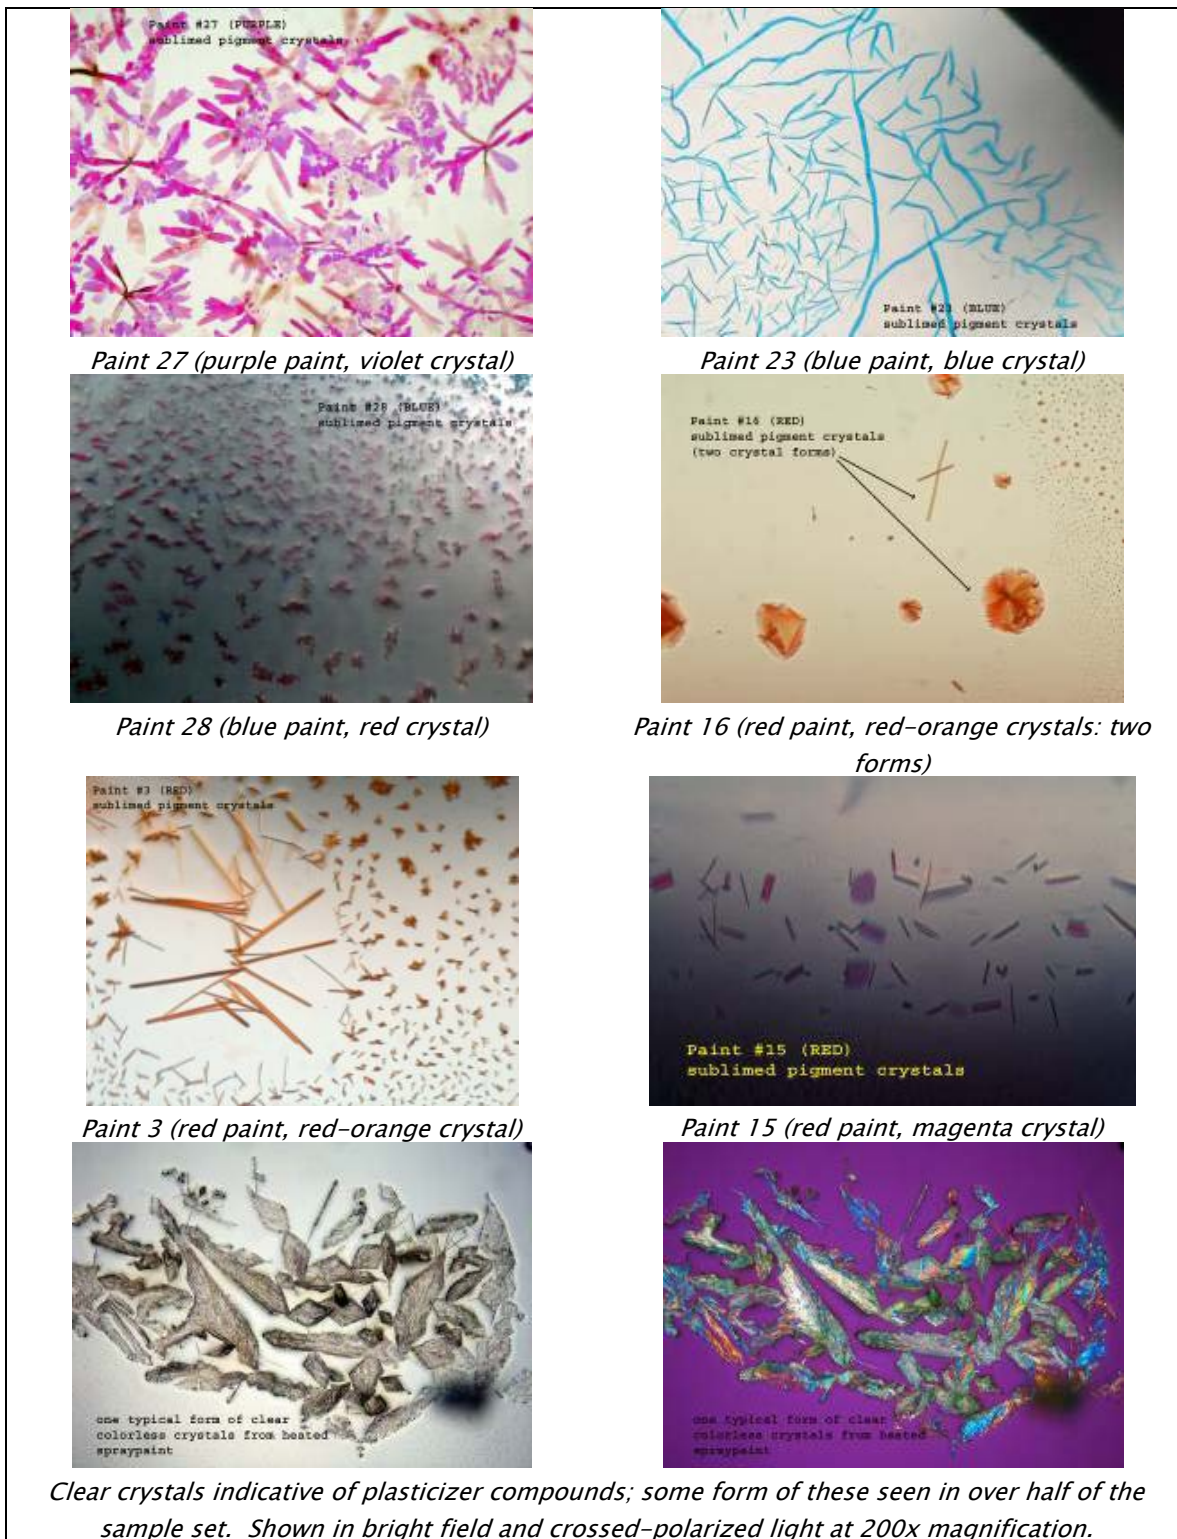 Paint #27 (PURPLE)
sublimed pigment crystals
Paint #23 (BLUE)
sublimed pigment crystals
Paint 27 (purple paint, violet crystal)
Paint 23 (blue paint, blue crystal)
Paint #28 (BLUE)
sublimed pigment crystals
Paint #16 (RED)
sublimed pigment crystals
(two crystal forms)
Paint 28 (blue paint, red crystal)
Paint 16 (red paint, red-orange crystals: two
forms)
Paint #3 (RED)
sublimed pigment crystals
Paint #15 (RED)
sublimed pigment crystals
Paint 3 (red paint, red-orange crystal)
Paint 15 (red paint, magenta crystal)
one typical form of clear
colorless crystals from heated
spraypaint
one typical form of clear
colorless crystals from heated
spraypaint
Clear crystals indicative of plasticizer compounds; some form of these seen in over half of the
sample set. Shown in bright field and crossed-polarized light at 200x magnification.